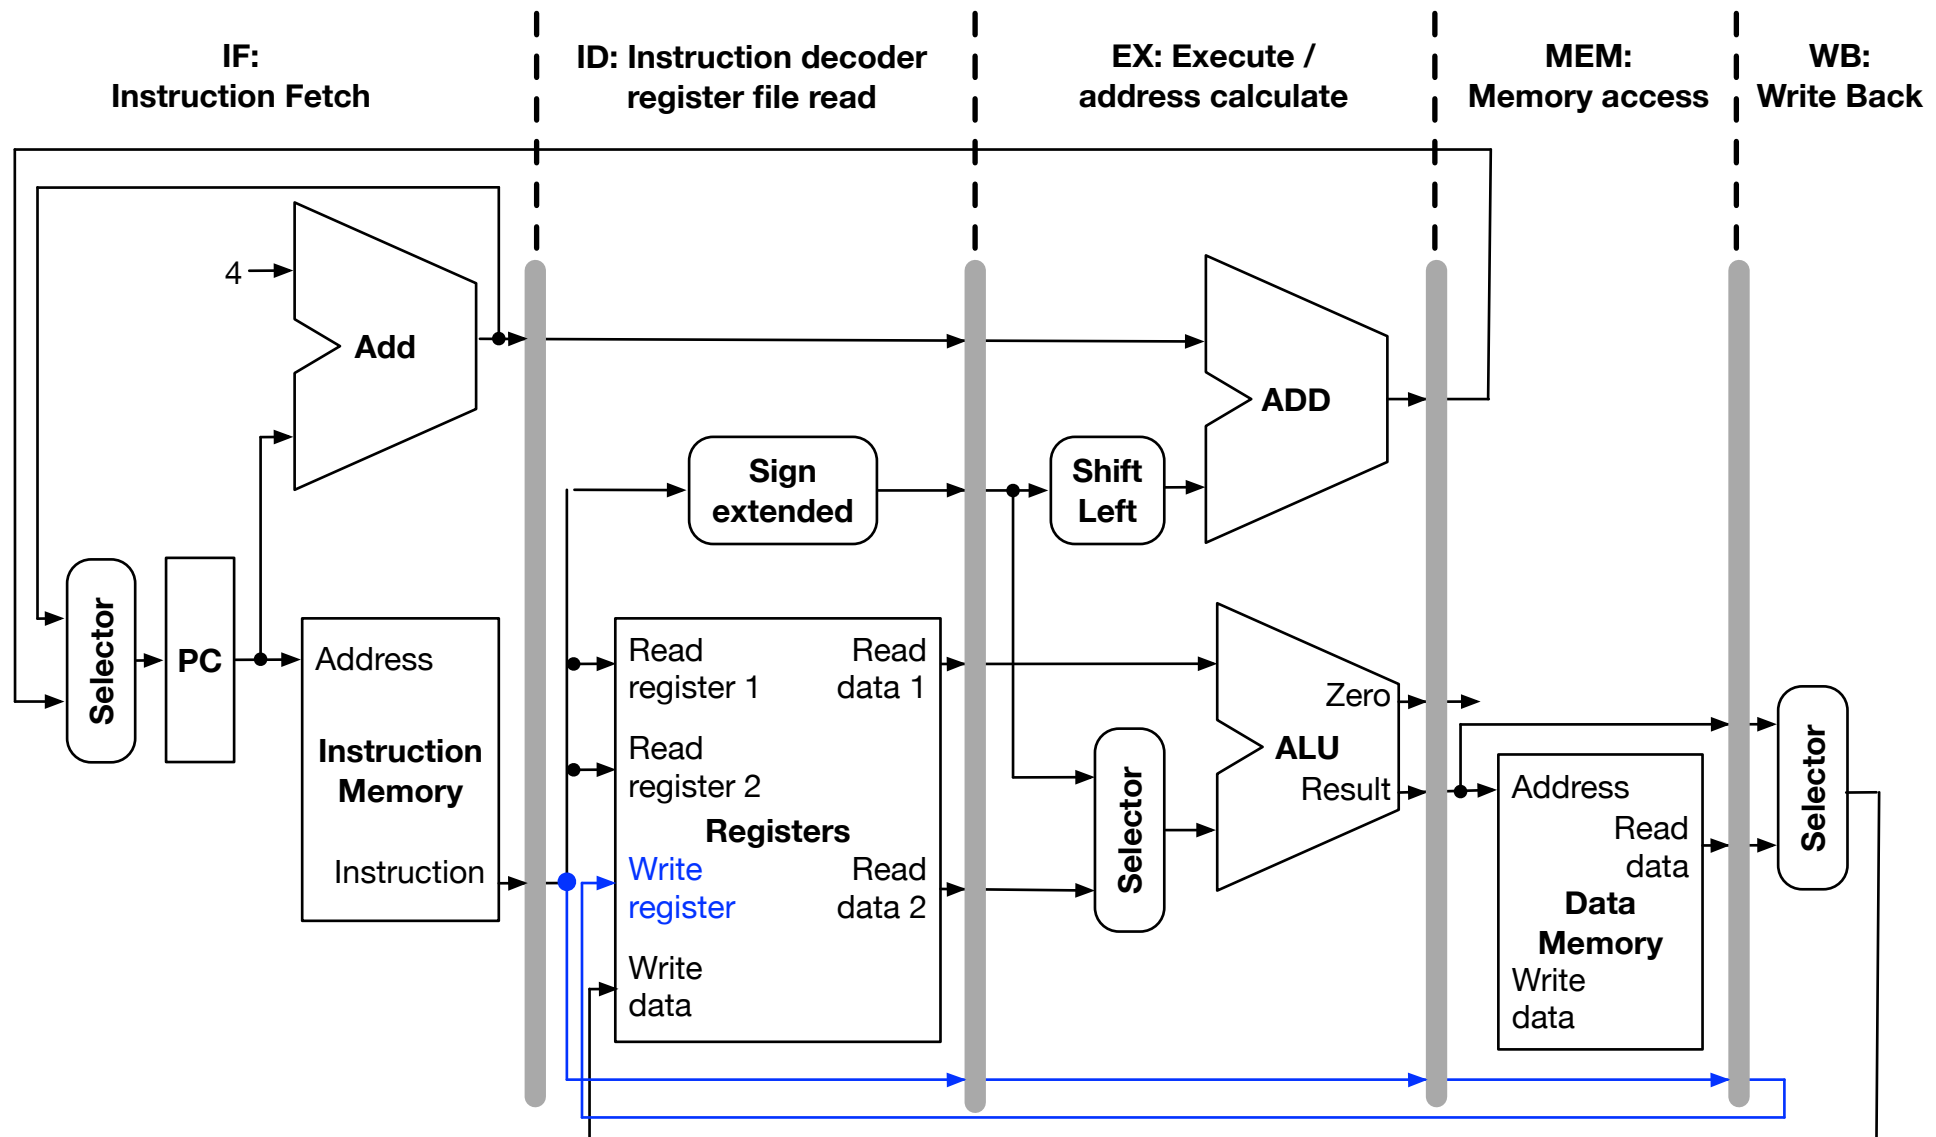 IF:
Instruction Fetch
ID: Instruction decoder
register file read
EX: Execute /
address calculate
MEM:
Memory access
WB:
Write Back
4
Add
ADD
Sign
extended
Shift
Left
Selector
PC
Address
Instruction
Memory
Instruction
Read
register 1
Read
data 1
Read
register 2
Registers
Write
register
Read
data 2
Write
data
Selector
Zero
ALU
Result
Address
Read
data
Data
Memory
Write
data
Selector